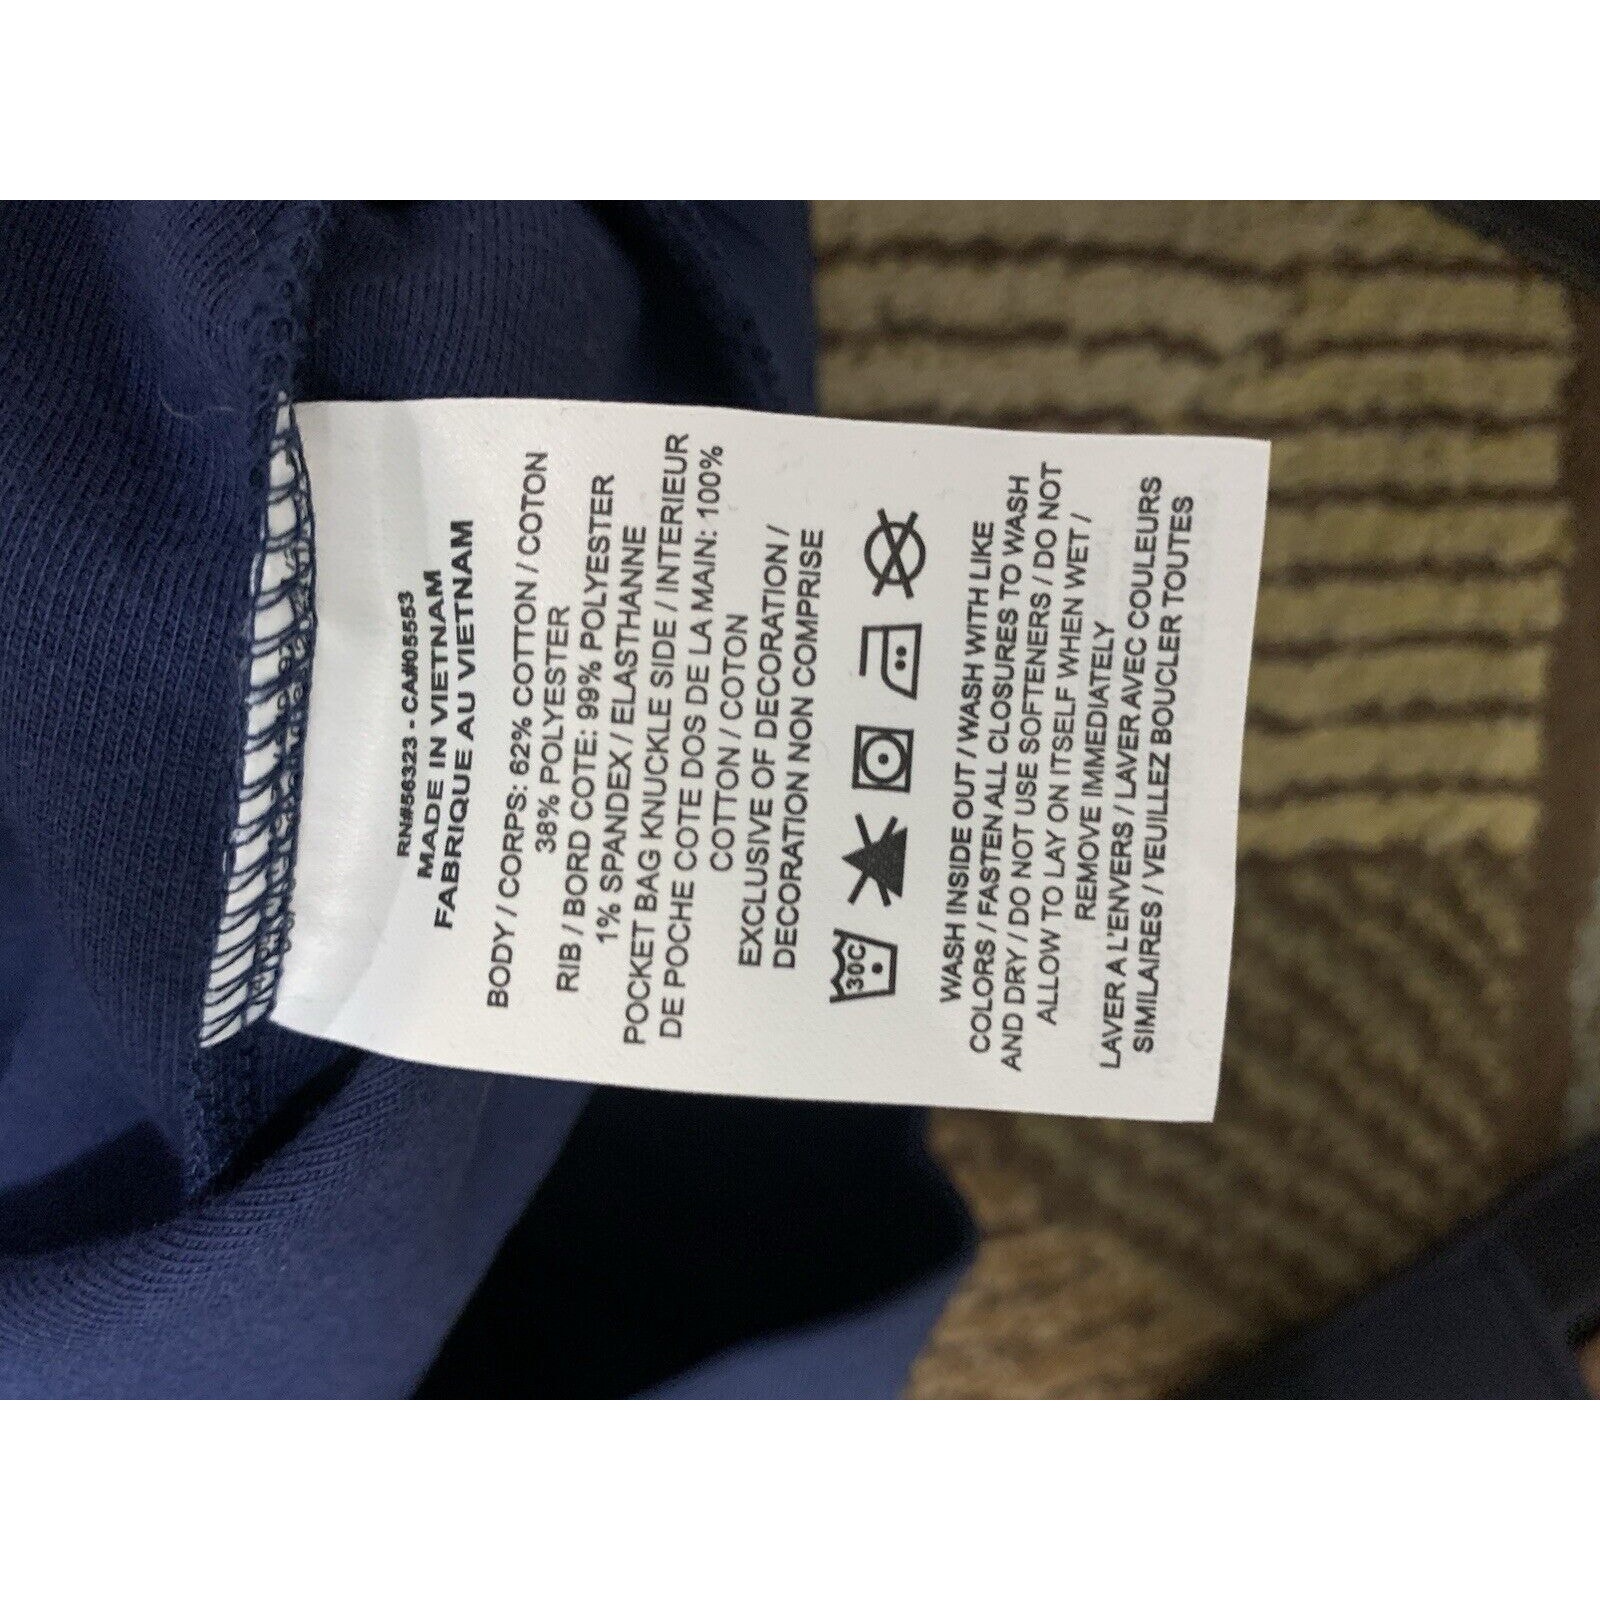 RN#56323 - CA#05553
MADE IN VIETNAM
FABRIQUE AU VIETNAM
BODY / CORPS: 62% COTTON / COTON
38% POLYESTER
RIB / BORD COTE: 99% POLYESTER
1% SPANDEX / ELASTHANNE
POCKET BAG KNUCKLE SIDE / INTERIEUR
DE POCHE COTE DOS DE LA MAIN: 100%
COTTON / COTON
EXCLUSIVE OF DECORATION /
DECORATION NON COMPRISE
30C
WASH INSIDE OUT / WASH WITH LIKE
COLORS / FASTEN ALL CLOSURES TO WASH
AND DRY / DO NOT USE SOFTENERS / DO NOT
ALLOW TO LAY ON ITSELF WHEN WET /
REMOVE IMMEDIATELY
LAVER A L'ENVERS / LAVER AVEC COULEURS
SIMILAIRES / VEUILLEZ BOUCLER TOUTES